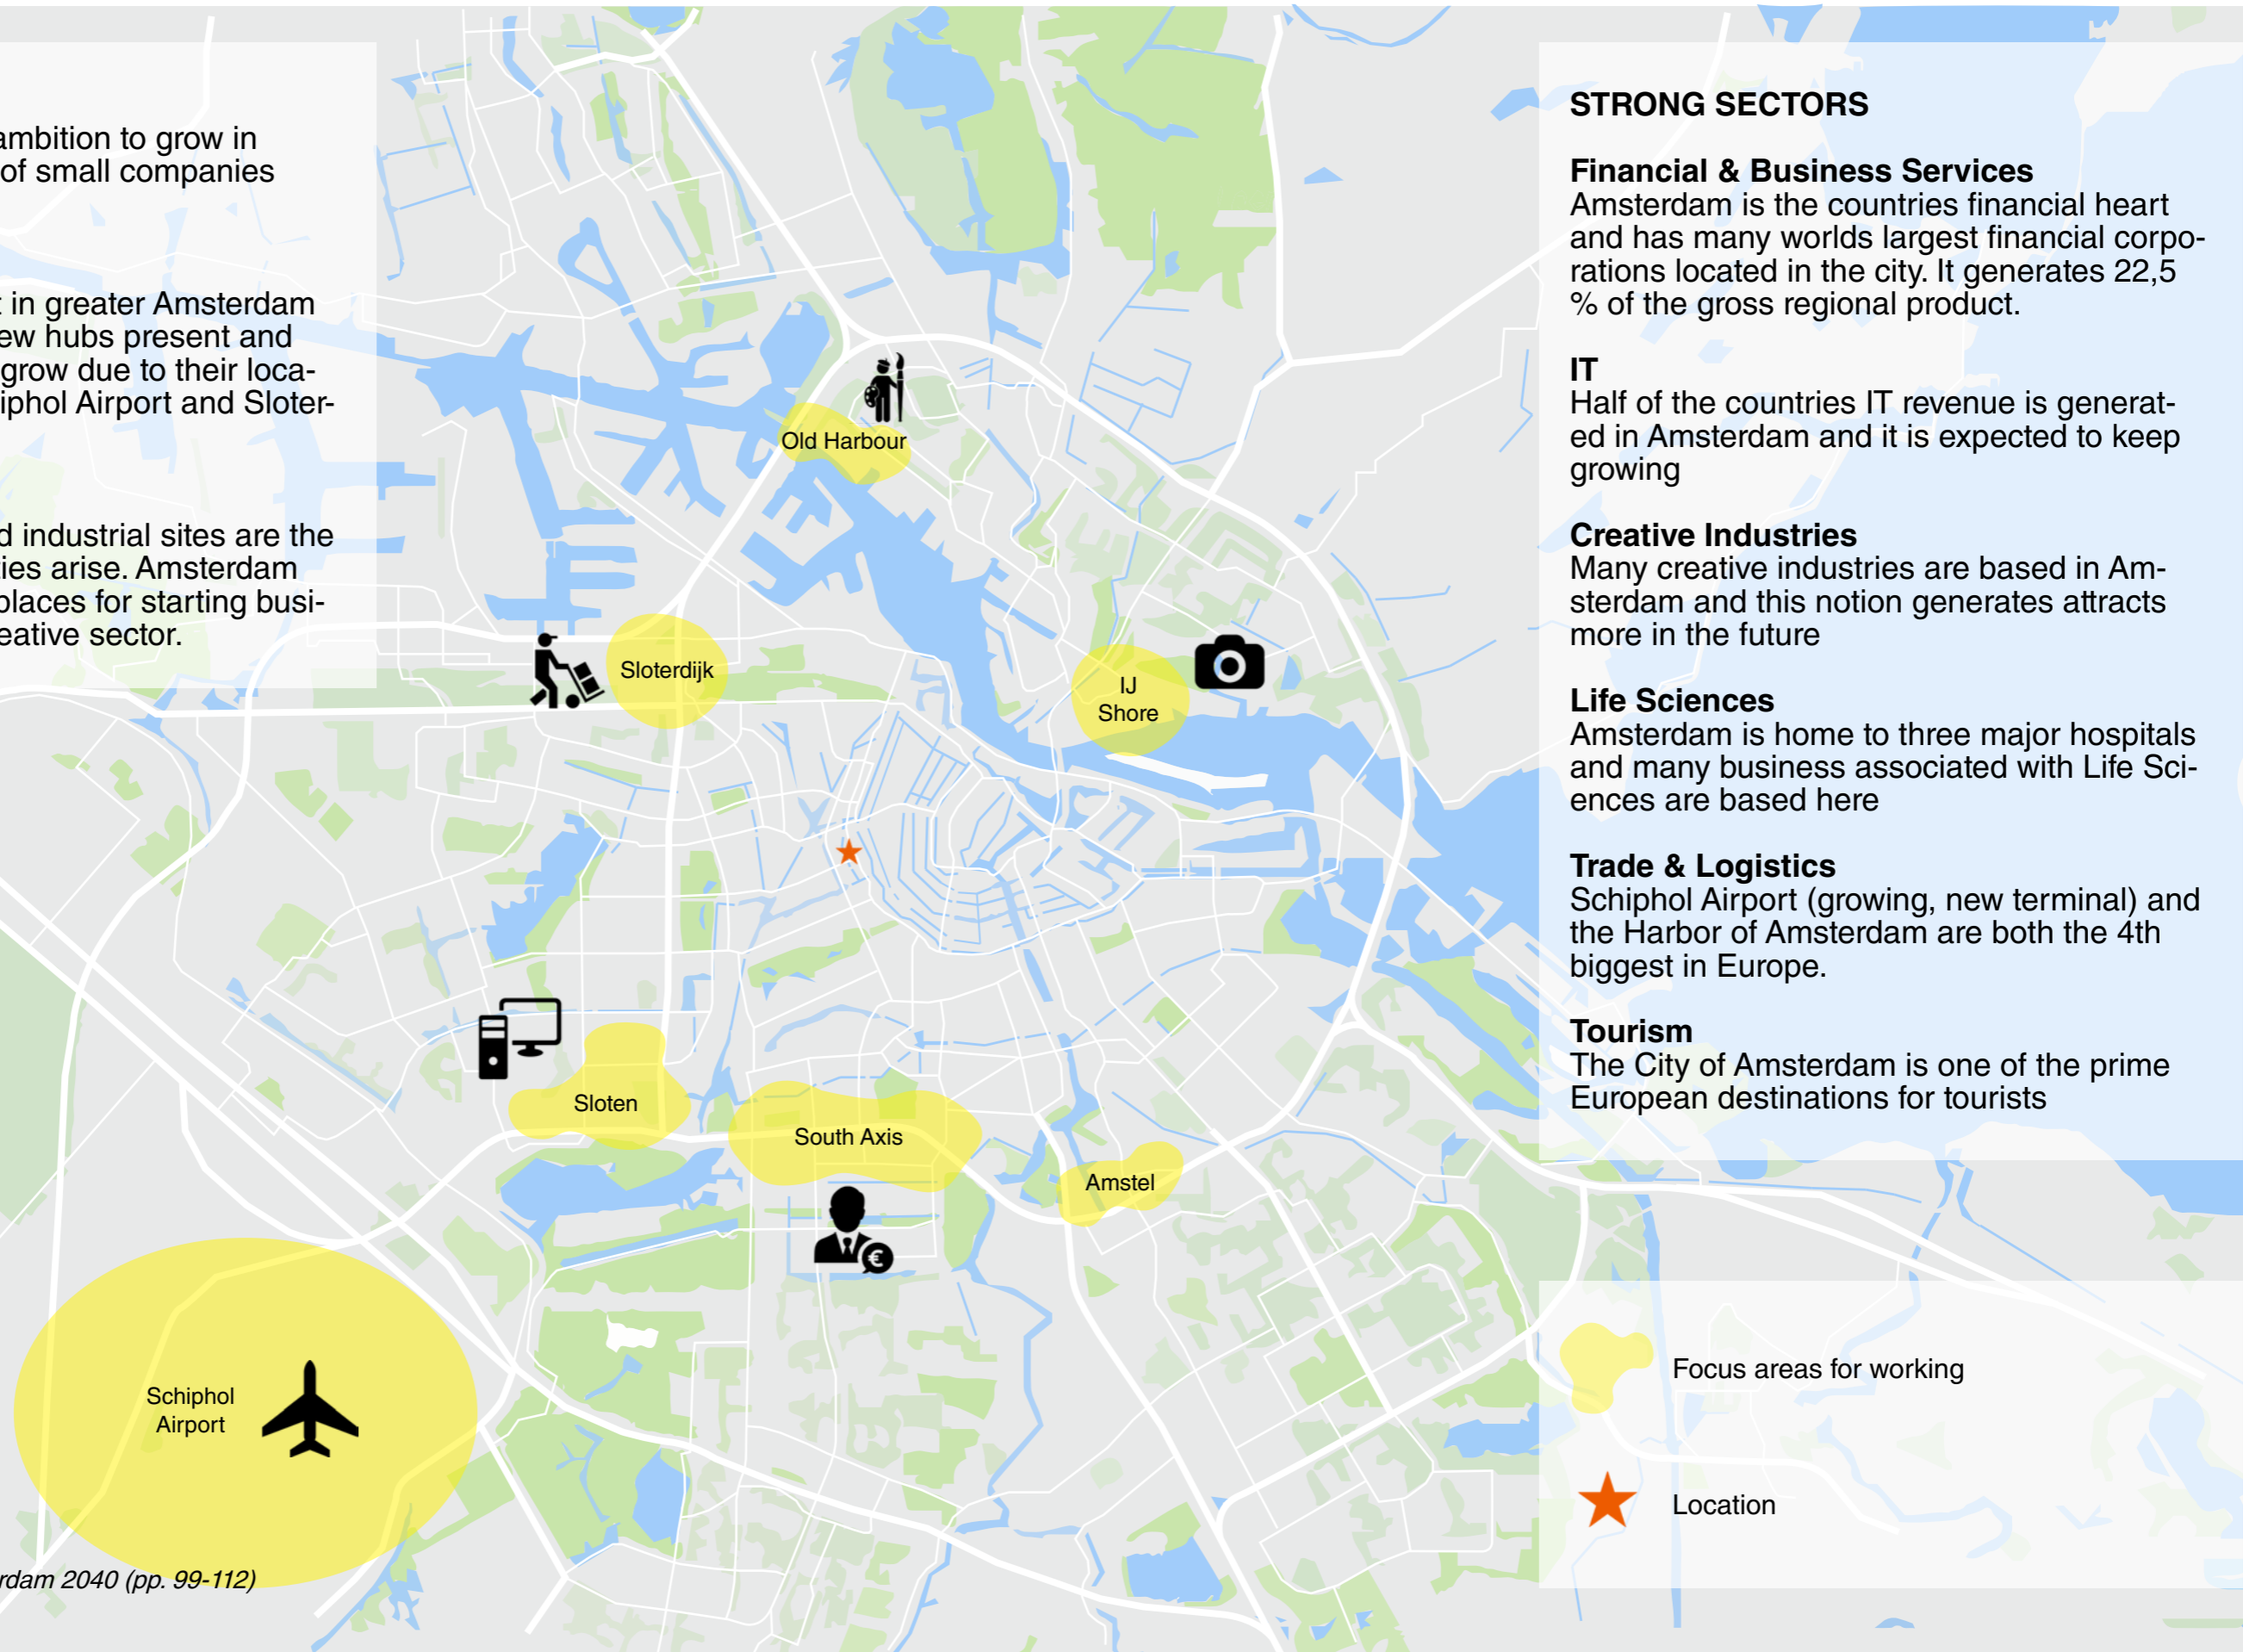 ambition to grow in
of small companies
in greater Amsterdam
ew hubs present and
grow due to their loca-
iphol Airport and Sloter-
d industrial sites are the
ties arise. Amsterdam
places for starting busi-
eative sector.
rdam 2040 (pp. 99-112)
Old Harbour
Sloterdijk
IJ
Shore
Sloten
South Axis
Amstel
Schiphol
Airport
STRONG SECTORS
Financial & Business Services
Amsterdam is the countries financial heart
and has many worlds largest financial corpo-
rations located in the city. It generates 22,5
% of the gross regional product.
IT
Half of the countries IT revenue is generat-
ed in Amsterdam and it is expected to keep
growing
Creative Industries
Many creative industries are based in Am-
sterdam and this notion generates attracts
more in the future
Life Sciences
Amsterdam is home to three major hospitals
and many business associated with Life Sci-
ences are based here
Trade & Logistics
Schiphol Airport (growing, new terminal) and
the Harbor of Amsterdam are both the 4th
biggest in Europe.
Tourism
The City of Amsterdam is one of the prime
European destinations for tourists
Focus areas for working
Location